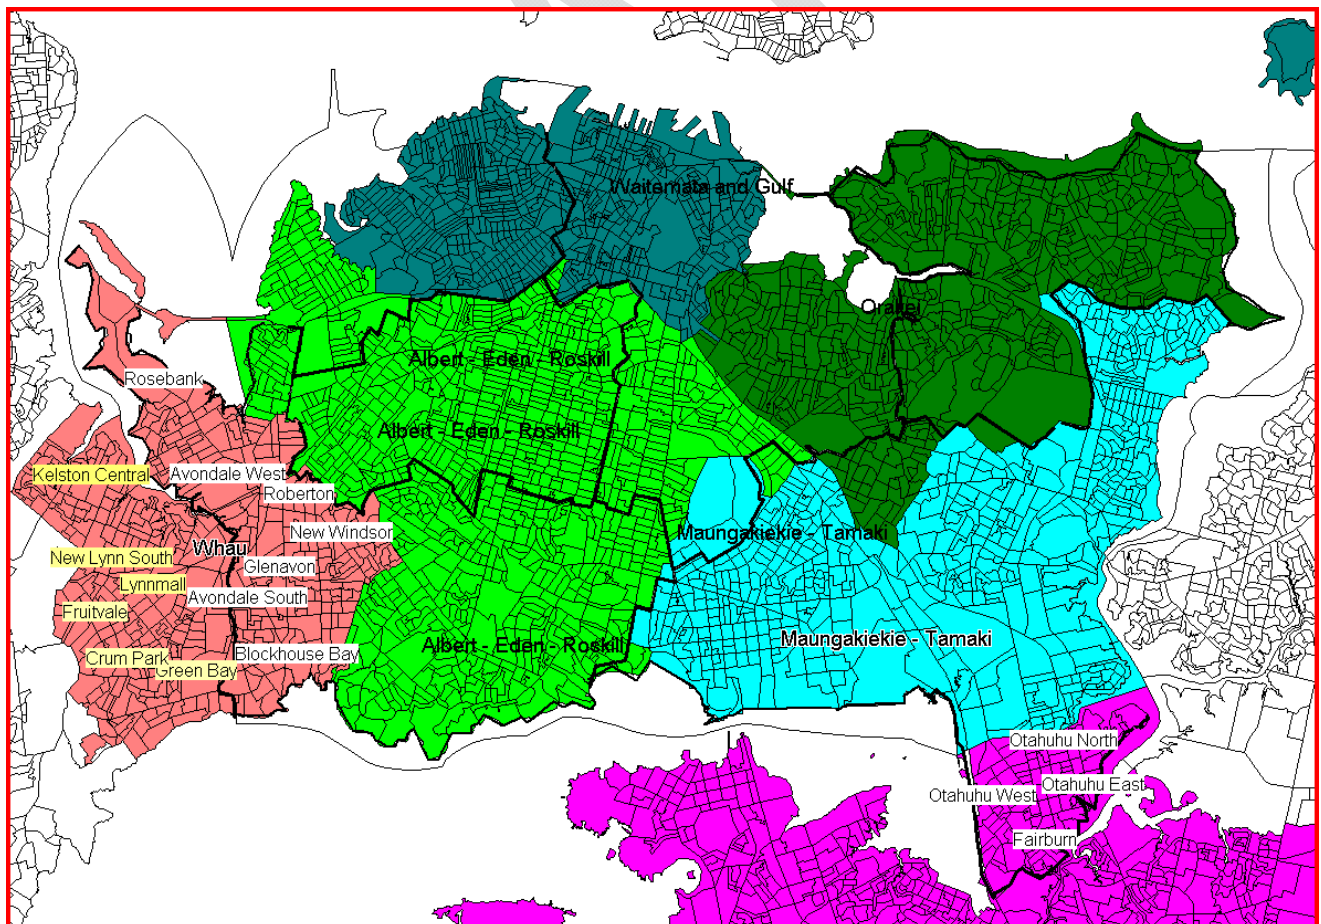 Waitemata and Gulf
Orakei
Albert - Eden - Roskill
Rosebank
Albert - Eden - Roskill
Kelston Central
Avondale West
Roberton
New Windsor
Maungakiekie - Tamaki
Whau
New Lynn South
Glenavon
Lynnmall
Avondale South
Fruitvale
Maungakiekie - Tamaki
Albert - Eden - Roskill
Blockhouse Bay
Crum Park
Green Bay
Otahuhu North
Otahuhu East
Otahuhu West
Fairburn